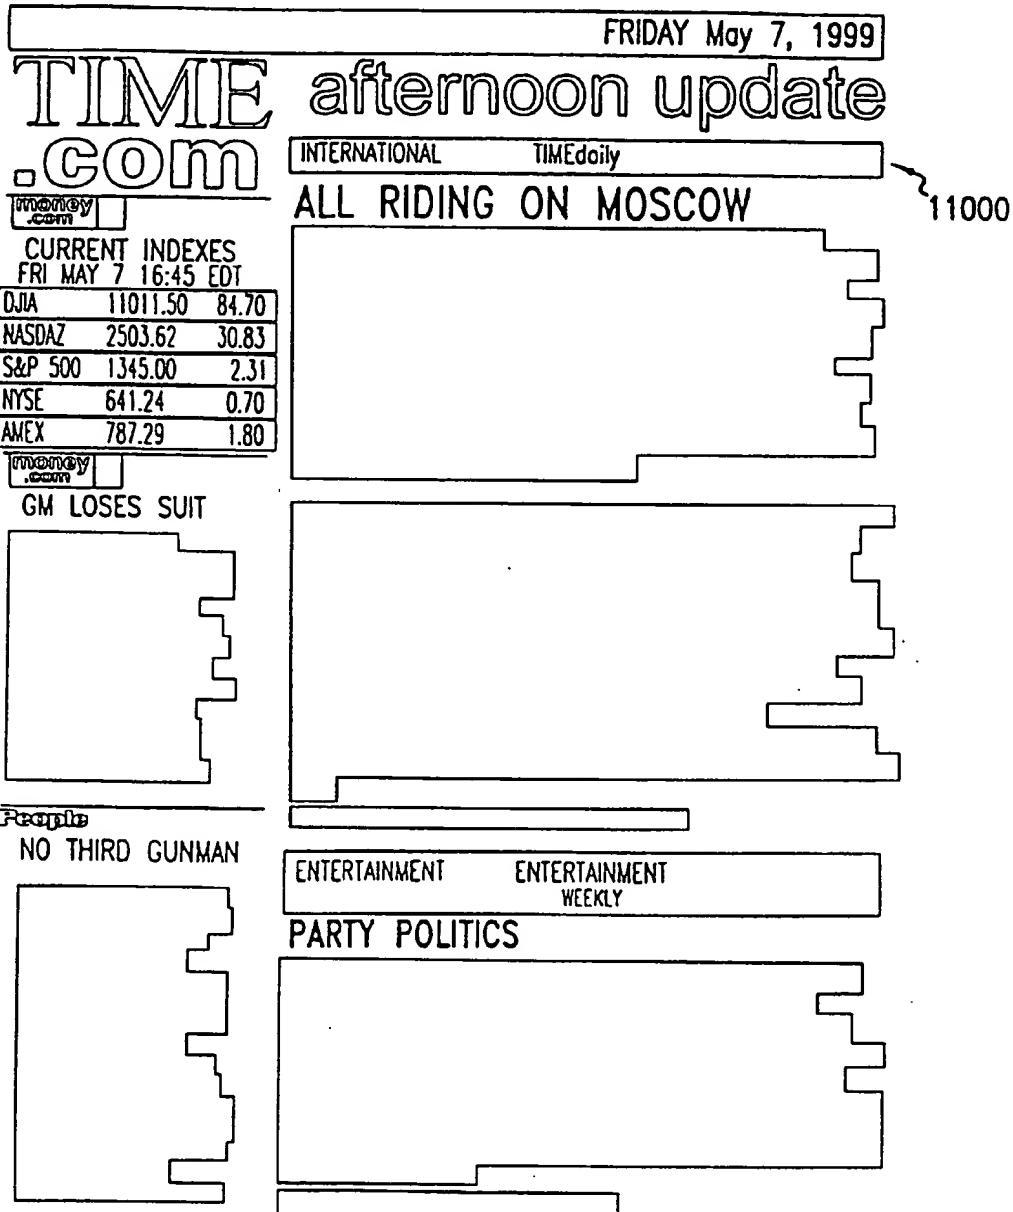 FRIDAY May 7, 1999
TIME
.com
afternoon update
INTERNATIONAL TIMEdaily
11000
ALL RIDING ON MOSCOW
money
.com
CURRENT INDEXES
FRI MAY 7 16:45 EDT
DJIA 11011.50 84.70
NASDAZ 2503.62 30.83
S&P 500 1345.00 2.31
NYSE 641.24 0.70
AMEX 787.29 1.80
money
.com
GM LOSES SUIT
People
NO THIRD GUNMAN
ENTERTAINMENT ENTERTAINMENT
WEEKLY
PARTY POLITICS